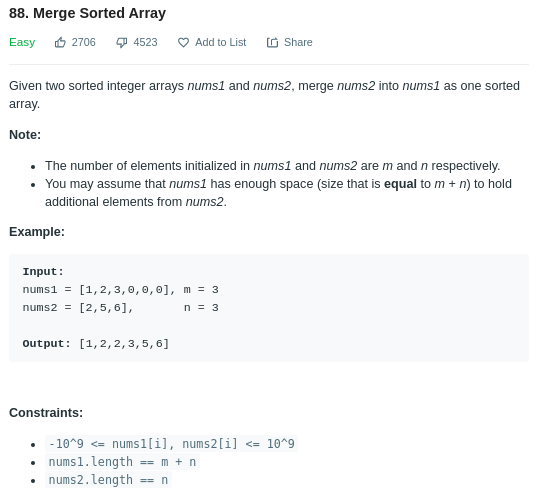 88. Merge Sorted Array
Easy 2706 4523 Add to List Share
Given two sorted integer arrays nums1 and nums2, merge nums2 into nums1 as one sorted
array.
Note:
• The number of elements initialized in nums1 and nums2 are m and n respectively.
• You may assume that nums1 has enough space (size that is equal to m + n) to hold
additional elements from nums2.
Example:
Input:
nums1 = [1,2,3,0,0,0], m = 3
nums2 = [2,5,6],       n = 3
Output: [1,2,2,3,5,6]
Constraints:
• -10^9 <= nums1[i], nums2[i] <= 10^9
• nums1.length == m + n
• nums2.length == n